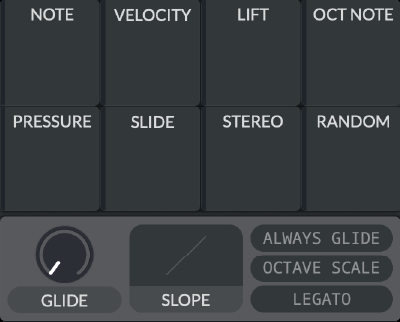 NOTE VELOCITY LIFT OCT NOTE
PRESSURE SLIDE STEREO RANDOM
ALWAYS GLIDE
OCTAVE SCALE
GLIDE SLOPE LEGATO